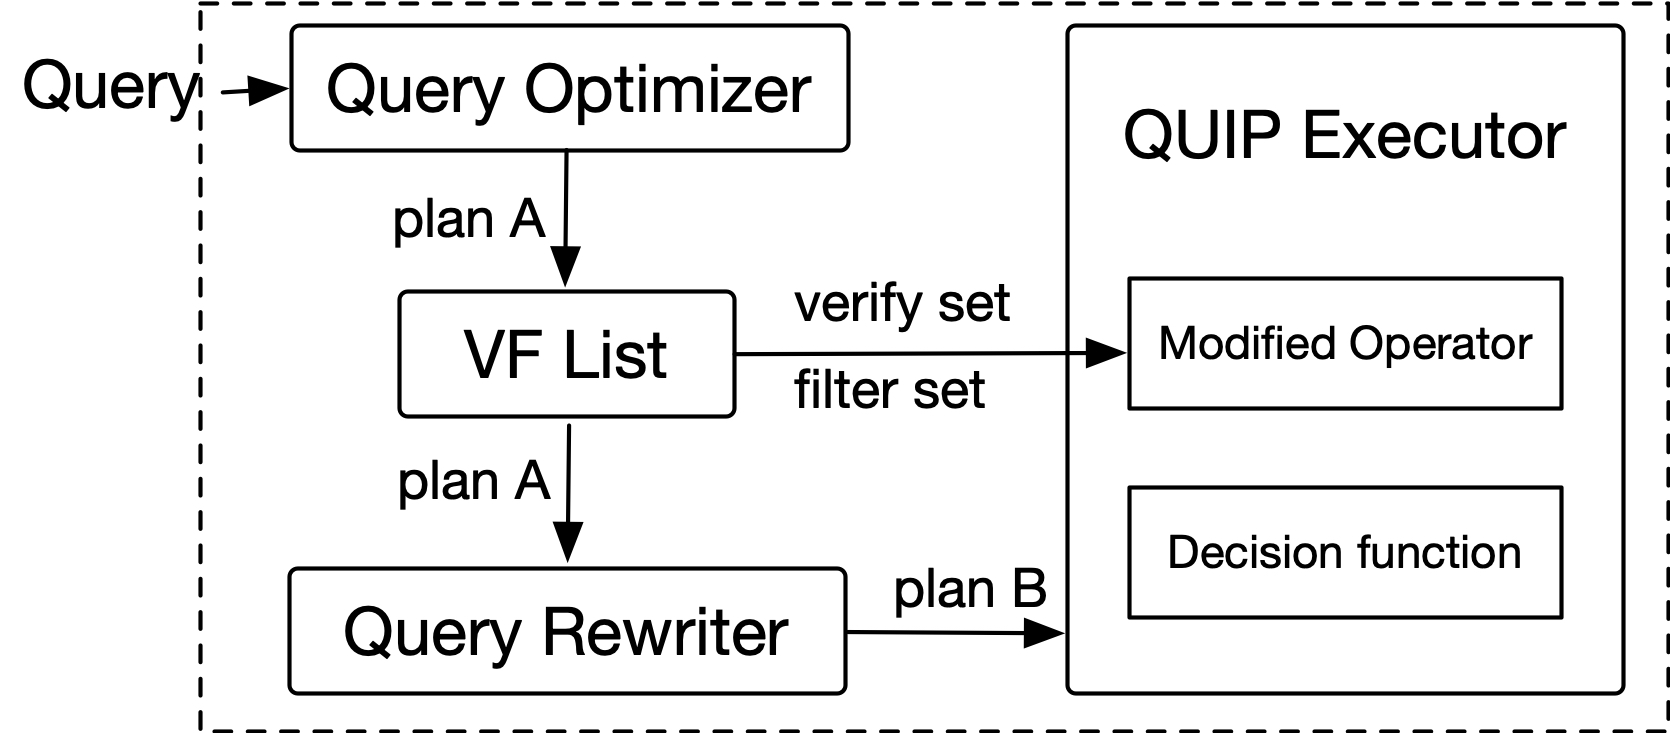 Query
Query Optimizer
QUIP Executor
plan A
VF List
verify set
filter set
Modified Operator
plan A
Decision function
Query Rewriter
plan B